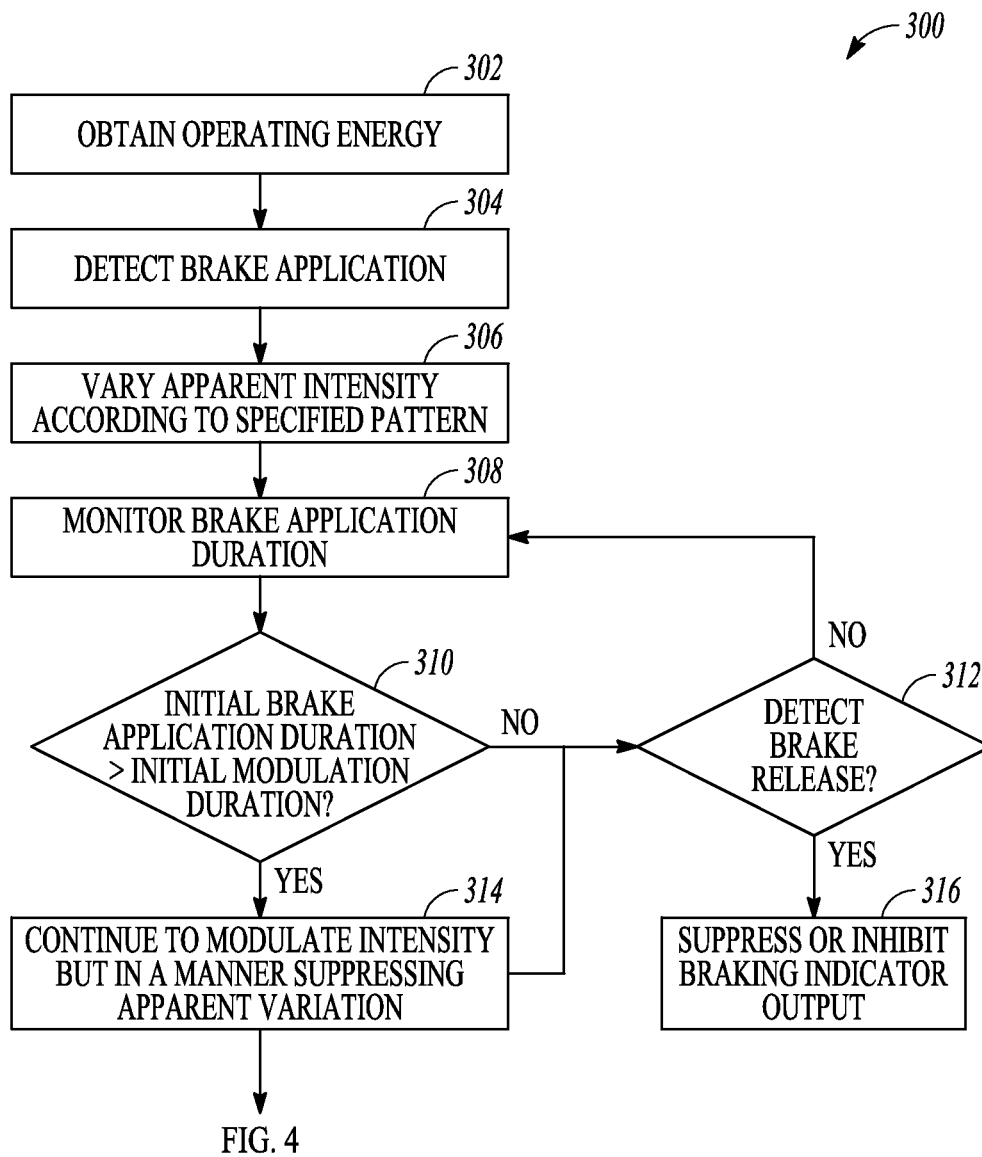 300
302
OBTAIN OPERATING ENERGY
304
DETECT BRAKE APPLICATION
306
VARY APPARENT INTENSITY
ACCORDING TO SPECIFIED PATTERN
308
MONITOR BRAKE APPLICATION
DURATION
310
INITIAL BRAKE
APPLICATION DURATION
> INITIAL MODULATION
DURATION?
NO
YES
312
DETECT
BRAKE
RELEASE?
NO
YES
314
CONTINUE TO MODULATE INTENSITY
BUT IN A MANNER SUPPRESSING
APPARENT VARIATION
316
SUPPRESS OR INHIBIT
BRAKING INDICATOR
OUTPUT
FIG. 4